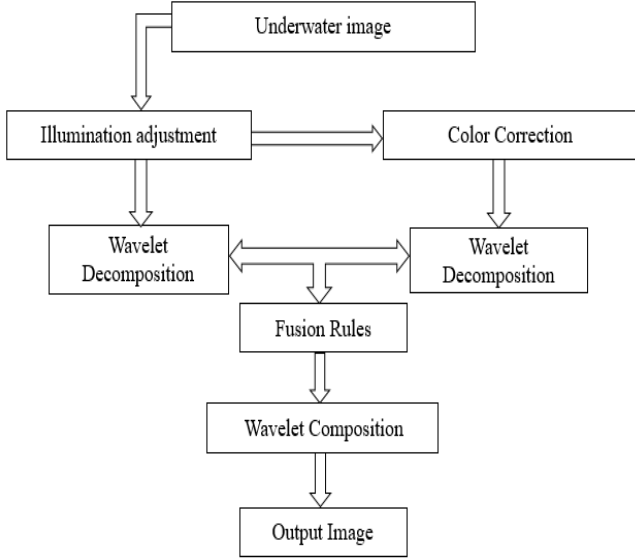 Underwater image
Illumination adjustment
Color Correction
Wavelet
Decomposition
Wavelet
Decomposition
Fusion Rules
Wavelet Composition
Output Image